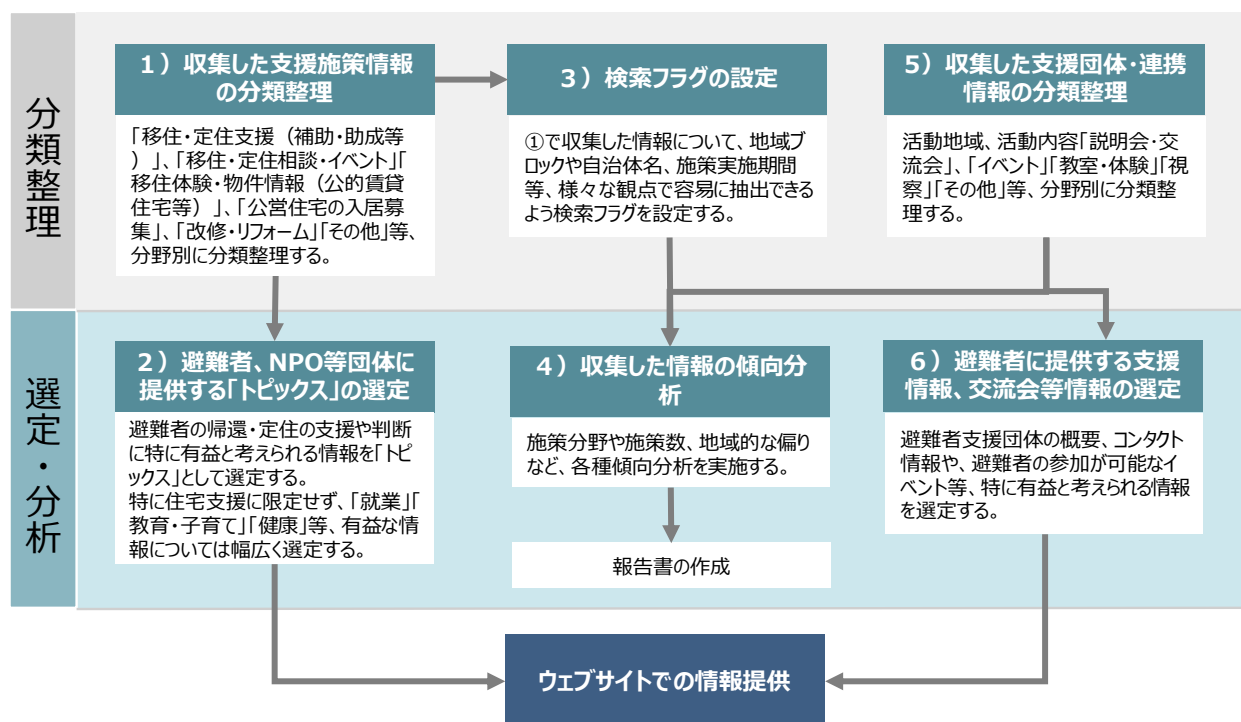 分類整理
1）収集した支援施策情報
の分類整理
「移住・定住支援（補助・助成等
）」、「移住・定住相談・イベント」「
移住体験・物件情報（公的賃貸
住宅等）」、「公営住宅の入居募
集」、「改修・リフォーム」「その他」等、
分野別に分類整理する。
3）検索フラグの設定
①で収集した情報について、地域ブ
ロックや自治体名、施策実施期間
等、様々な観点で容易に抽出できる
よう検索フラグを設定する。
5）収集した支援団体・連携
情報の分類整理
活動地域、活動内容「説明会・交
流会」、「イベント」「教室・体験」「視
察」「その他」等、分野別に分類整
理する。
選定・分析
2）避難者、NPO等団体に
提供する「トピックス」の選定
避難者の帰還・定住の支援や判断
に特に有益と考えられる情報を「トピ
ックス」として選定する。
特に住宅支援に限定せず、「就業」「
教育・子育て」「健康」等、有益な情
報については幅広く選定する。
4）収集した情報の傾向分
析
施策分野や施策数、地域的な偏り
など、各種傾向分析を実施する。
報告書の作成
6）避難者に提供する支援
情報、交流会等情報の選定
避難者支援団体の概要、コンタクト
情報や、避難者の参加が可能なイ
ベント等、特に有益と考えられる情報
を選定する。
ウェブサイトでの情報提供